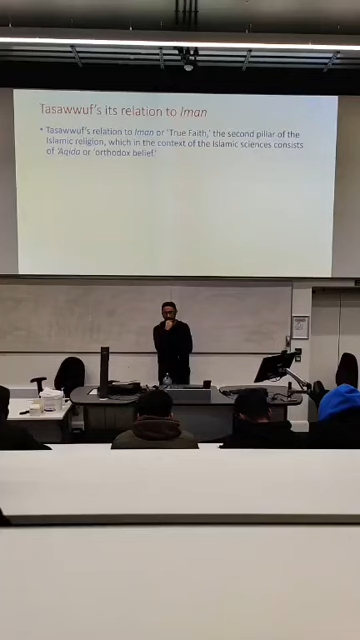 Tasawwuf's its relation to Iman
• Tasawwuf's relation to Iman or 'True Faith,' the second pillar of the
Islamic religion, which in the context of the Islamic sciences consists
of 'Aqida or 'orthodox belief.'